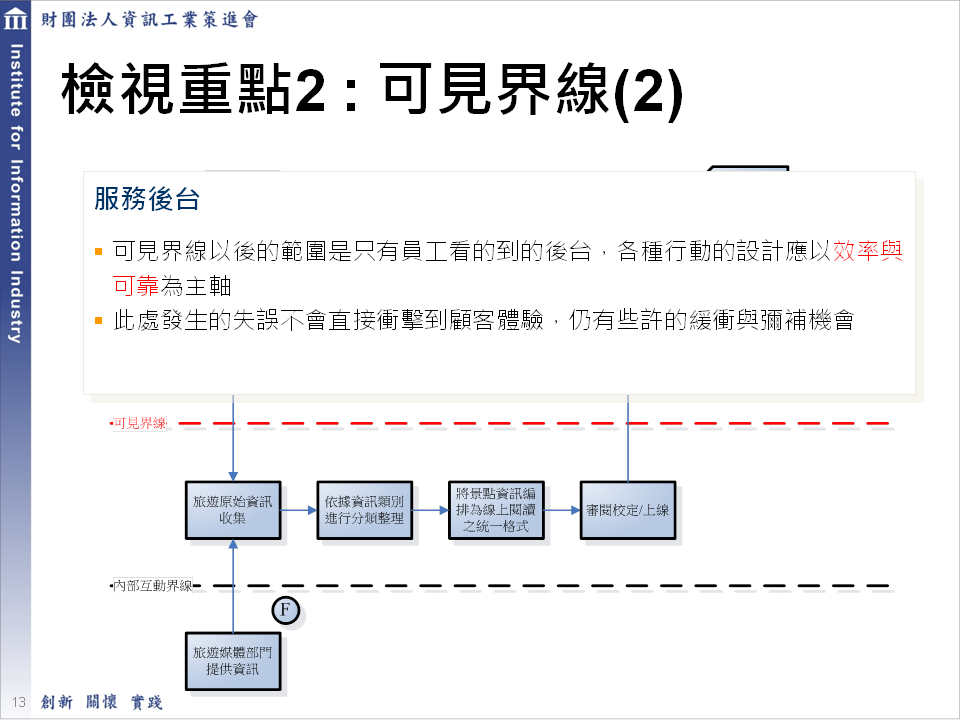 財團法人資訊工業策進會
Institute for Information Industry
檢視重點2 : 可見界線(2)
服務後台
可見界線以後的範圍是只有員工看的到的後台，各種行動的設計應以效率與
可靠為主軸
此處發生的失誤不會直接衝擊到顧客體驗，仍有些許的緩衝與彌補機會
可見界線
旅遊原始資訊
收集
依據資訊類別
進行分類整理
將景點資訊編
排為線上閱讀
之統一格式
審閱校定/上線
內部互動界線
F
旅遊媒體部門
提供資訊
13
創新 關懷 實踐